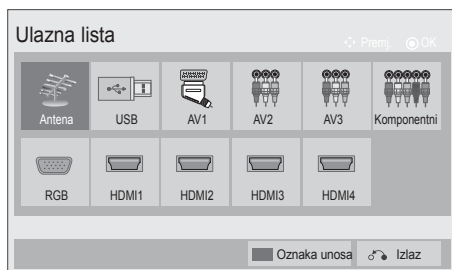 Ulazna lista
Premj. OK
Antena USB AV1 AV2 AV3 Komponentni
RGB HDMI1 HDMI2 HDMI3 HDMI4
Oznaka unosa Izlaz